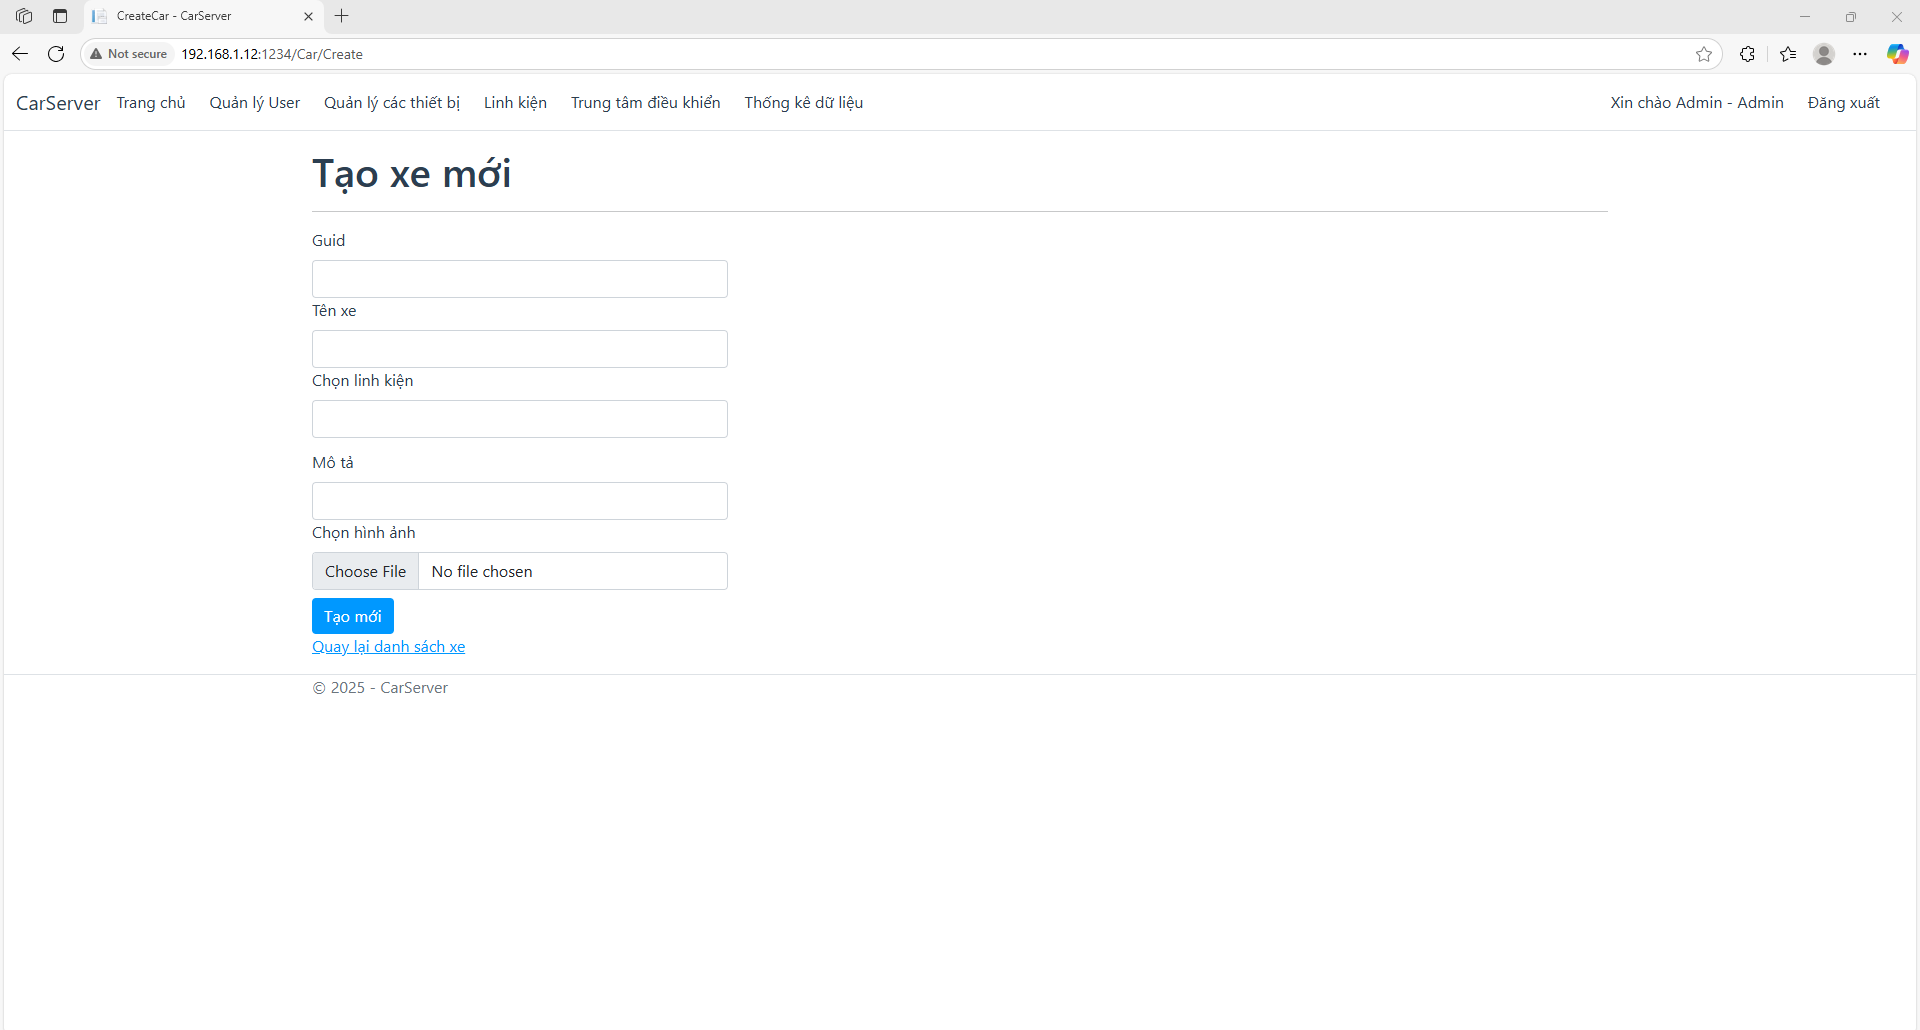 CreateCar - CarServer
Not secure 192.168.1.12:1234/Car/Create
CarServer Trang chủ Quản lý User Quản lý các thiết bị Linh kiện Trung tâm điều khiển Thống kê dữ liệu Xin chào Admin - Admin Đăng xuất
Tạo xe mới
Guid
Tên xe
Chọn linh kiện
Mô tả
Chọn hình ảnh
Choose File No file chosen
Tạo mới
Quay lại danh sách xe
© 2025 - CarServer